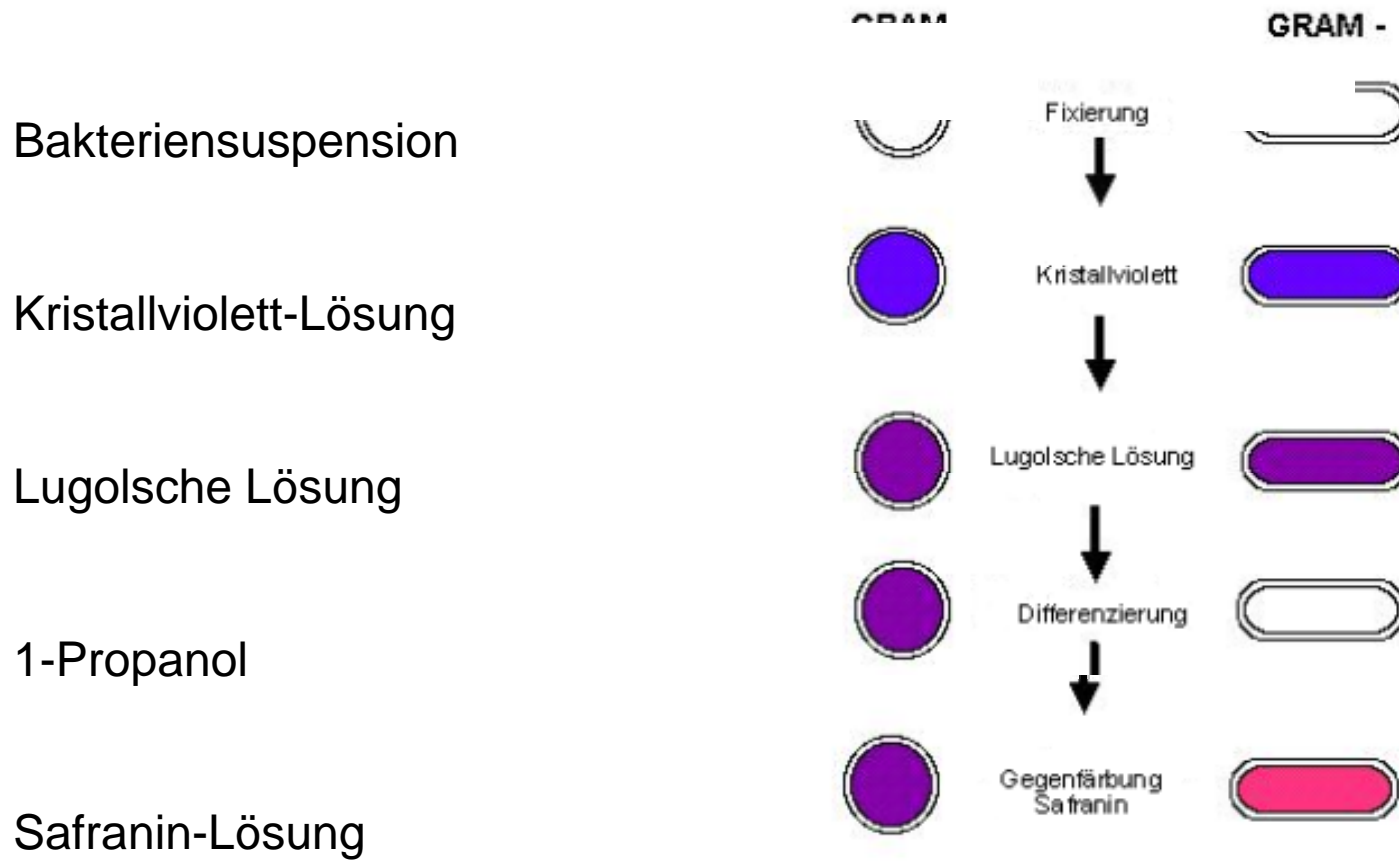 GRAM -
Bakteriensuspension
Fixierung
Kristallviolett-Lösung
Kristallviolett
Lugolsche Lösung
Lugolsche Lösung
1-Propanol
Differenzierung
Safranin-Lösung
Gegenfärbung
Safranin